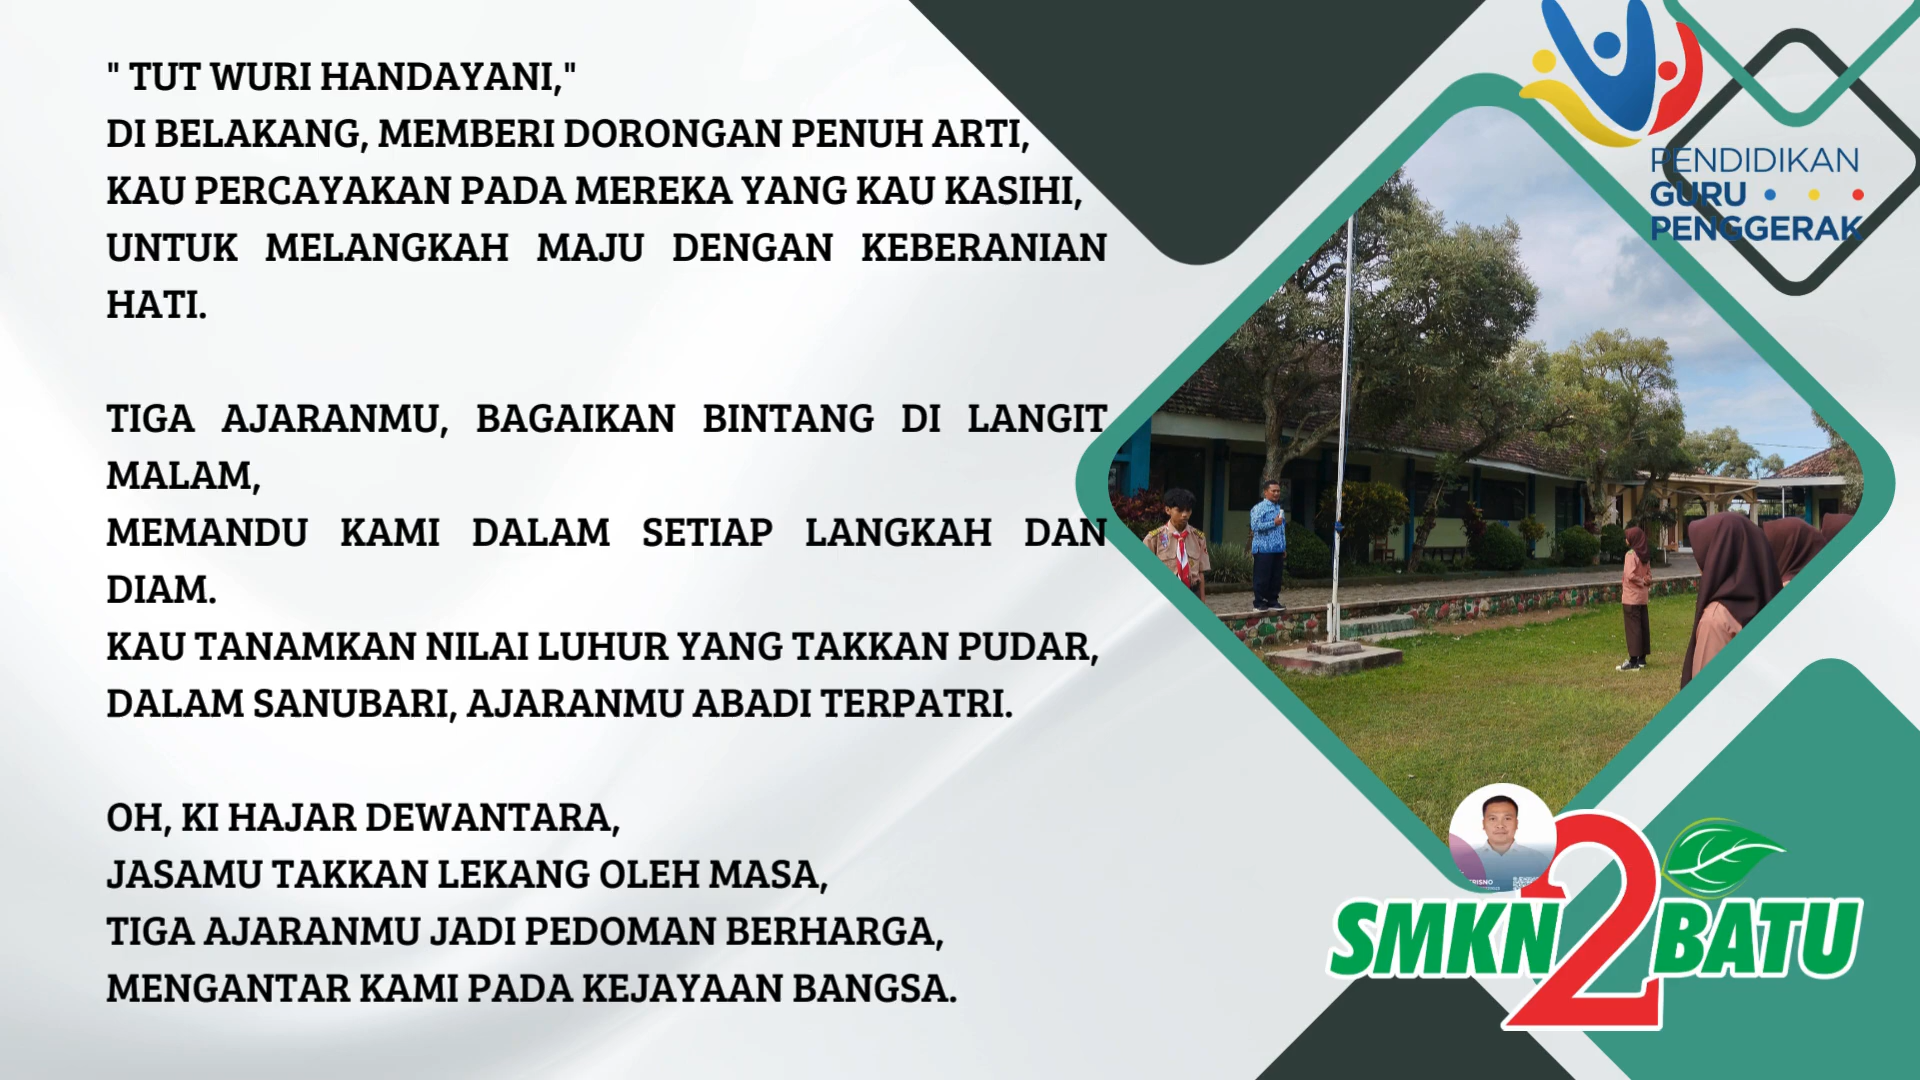 " TUT WURI HANDAYANI,"
DI BELAKANG, MEMBERI DORONGAN PENUH ARTI,
KAU PERCAYAKAN PADA MEREKA YANG KAU KASIHI,
UNTUK MELANGKAH MAJU DENGAN KEBERANIAN
HATI.
TIGA AJARANMU, BAGAIKAN BINTANG DI LANGIT
MALAM,
MEMANDU KAMI DALAM SETIAP LANGKAH DAN
DIAM.
KAU TANAMKAN NILAI LUHUR YANG TAKKAN PUDAR,
DALAM SANUBARI, AJARANMU ABADI TERPATRI.
OH, KI HAJAR DEWANTARA,
JASAMU TAKKAN LEKANG OLEH MASA,
TIGA AJARANMU JADI PEDOMAN BERHARGA,
MENGANTAR KAMI PADA KEJAYAAN BANGSA.
PENDIDIKAN
GURU
PENGGERAK
SMKN 2 BATU